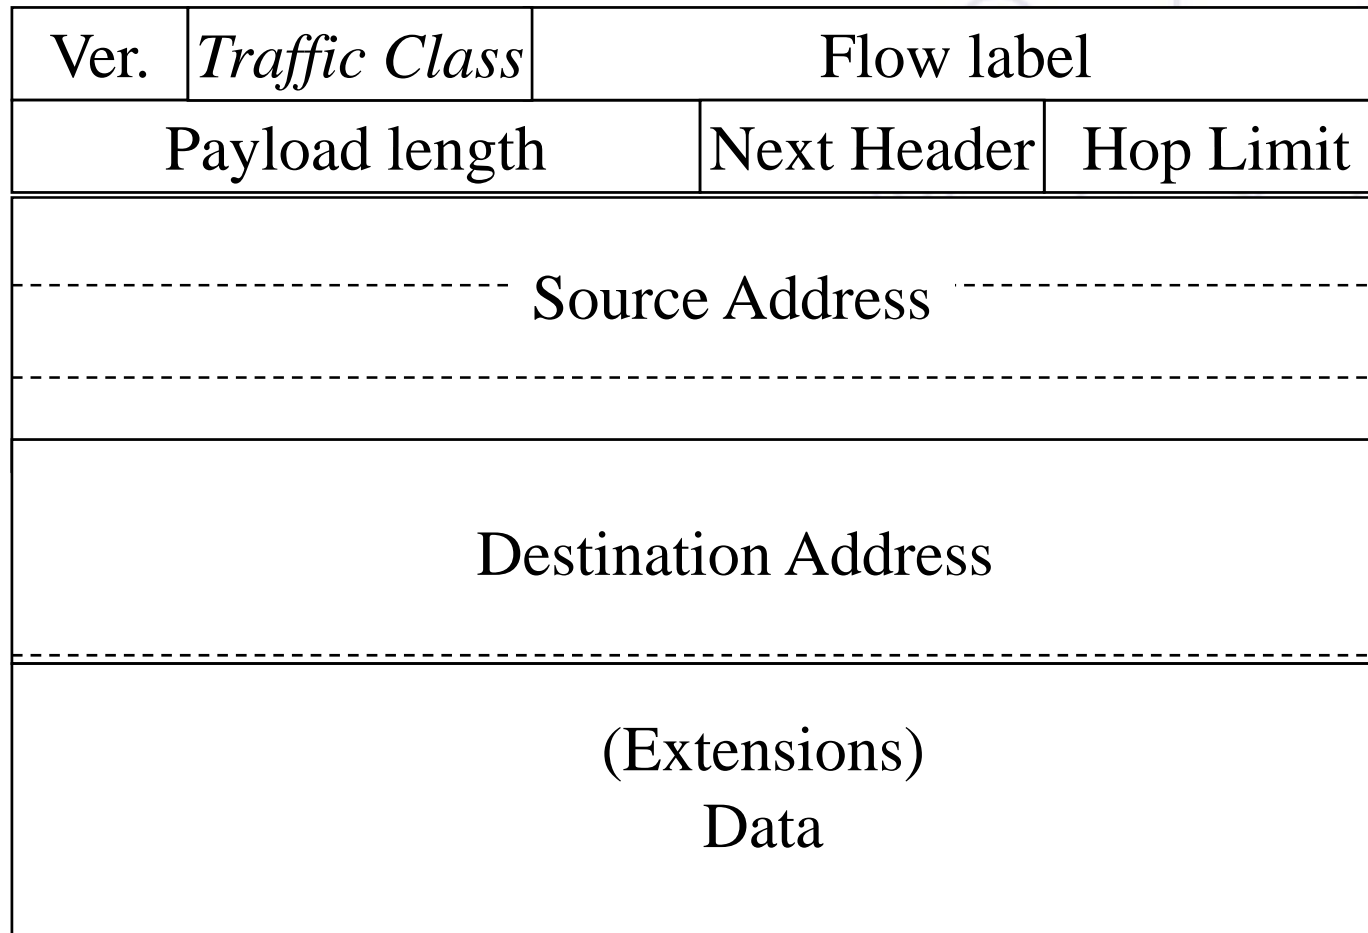 Ver. Traffic Class Flow label
Payload length Next Header Hop Limit
Source Address
Destination Address
(Extensions)
Data